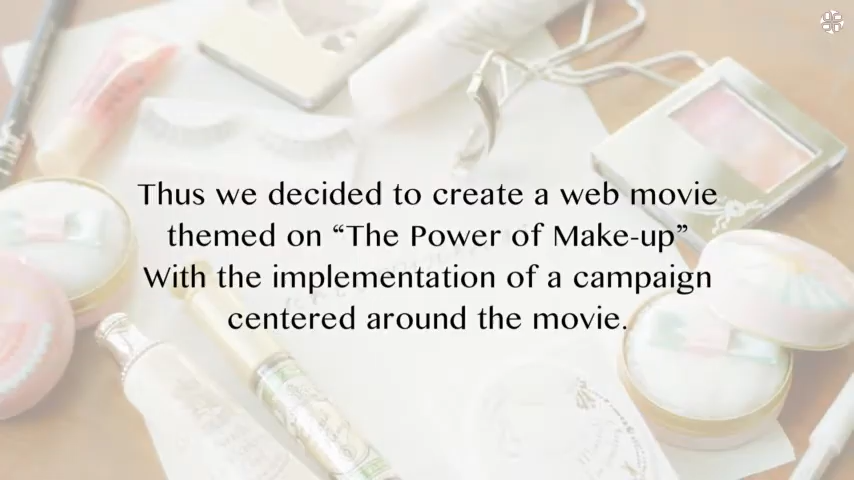 Thus we decided to create a web movie
themed on “The Power of Make-up”
With the implementation of a campaign
centered around the movie.